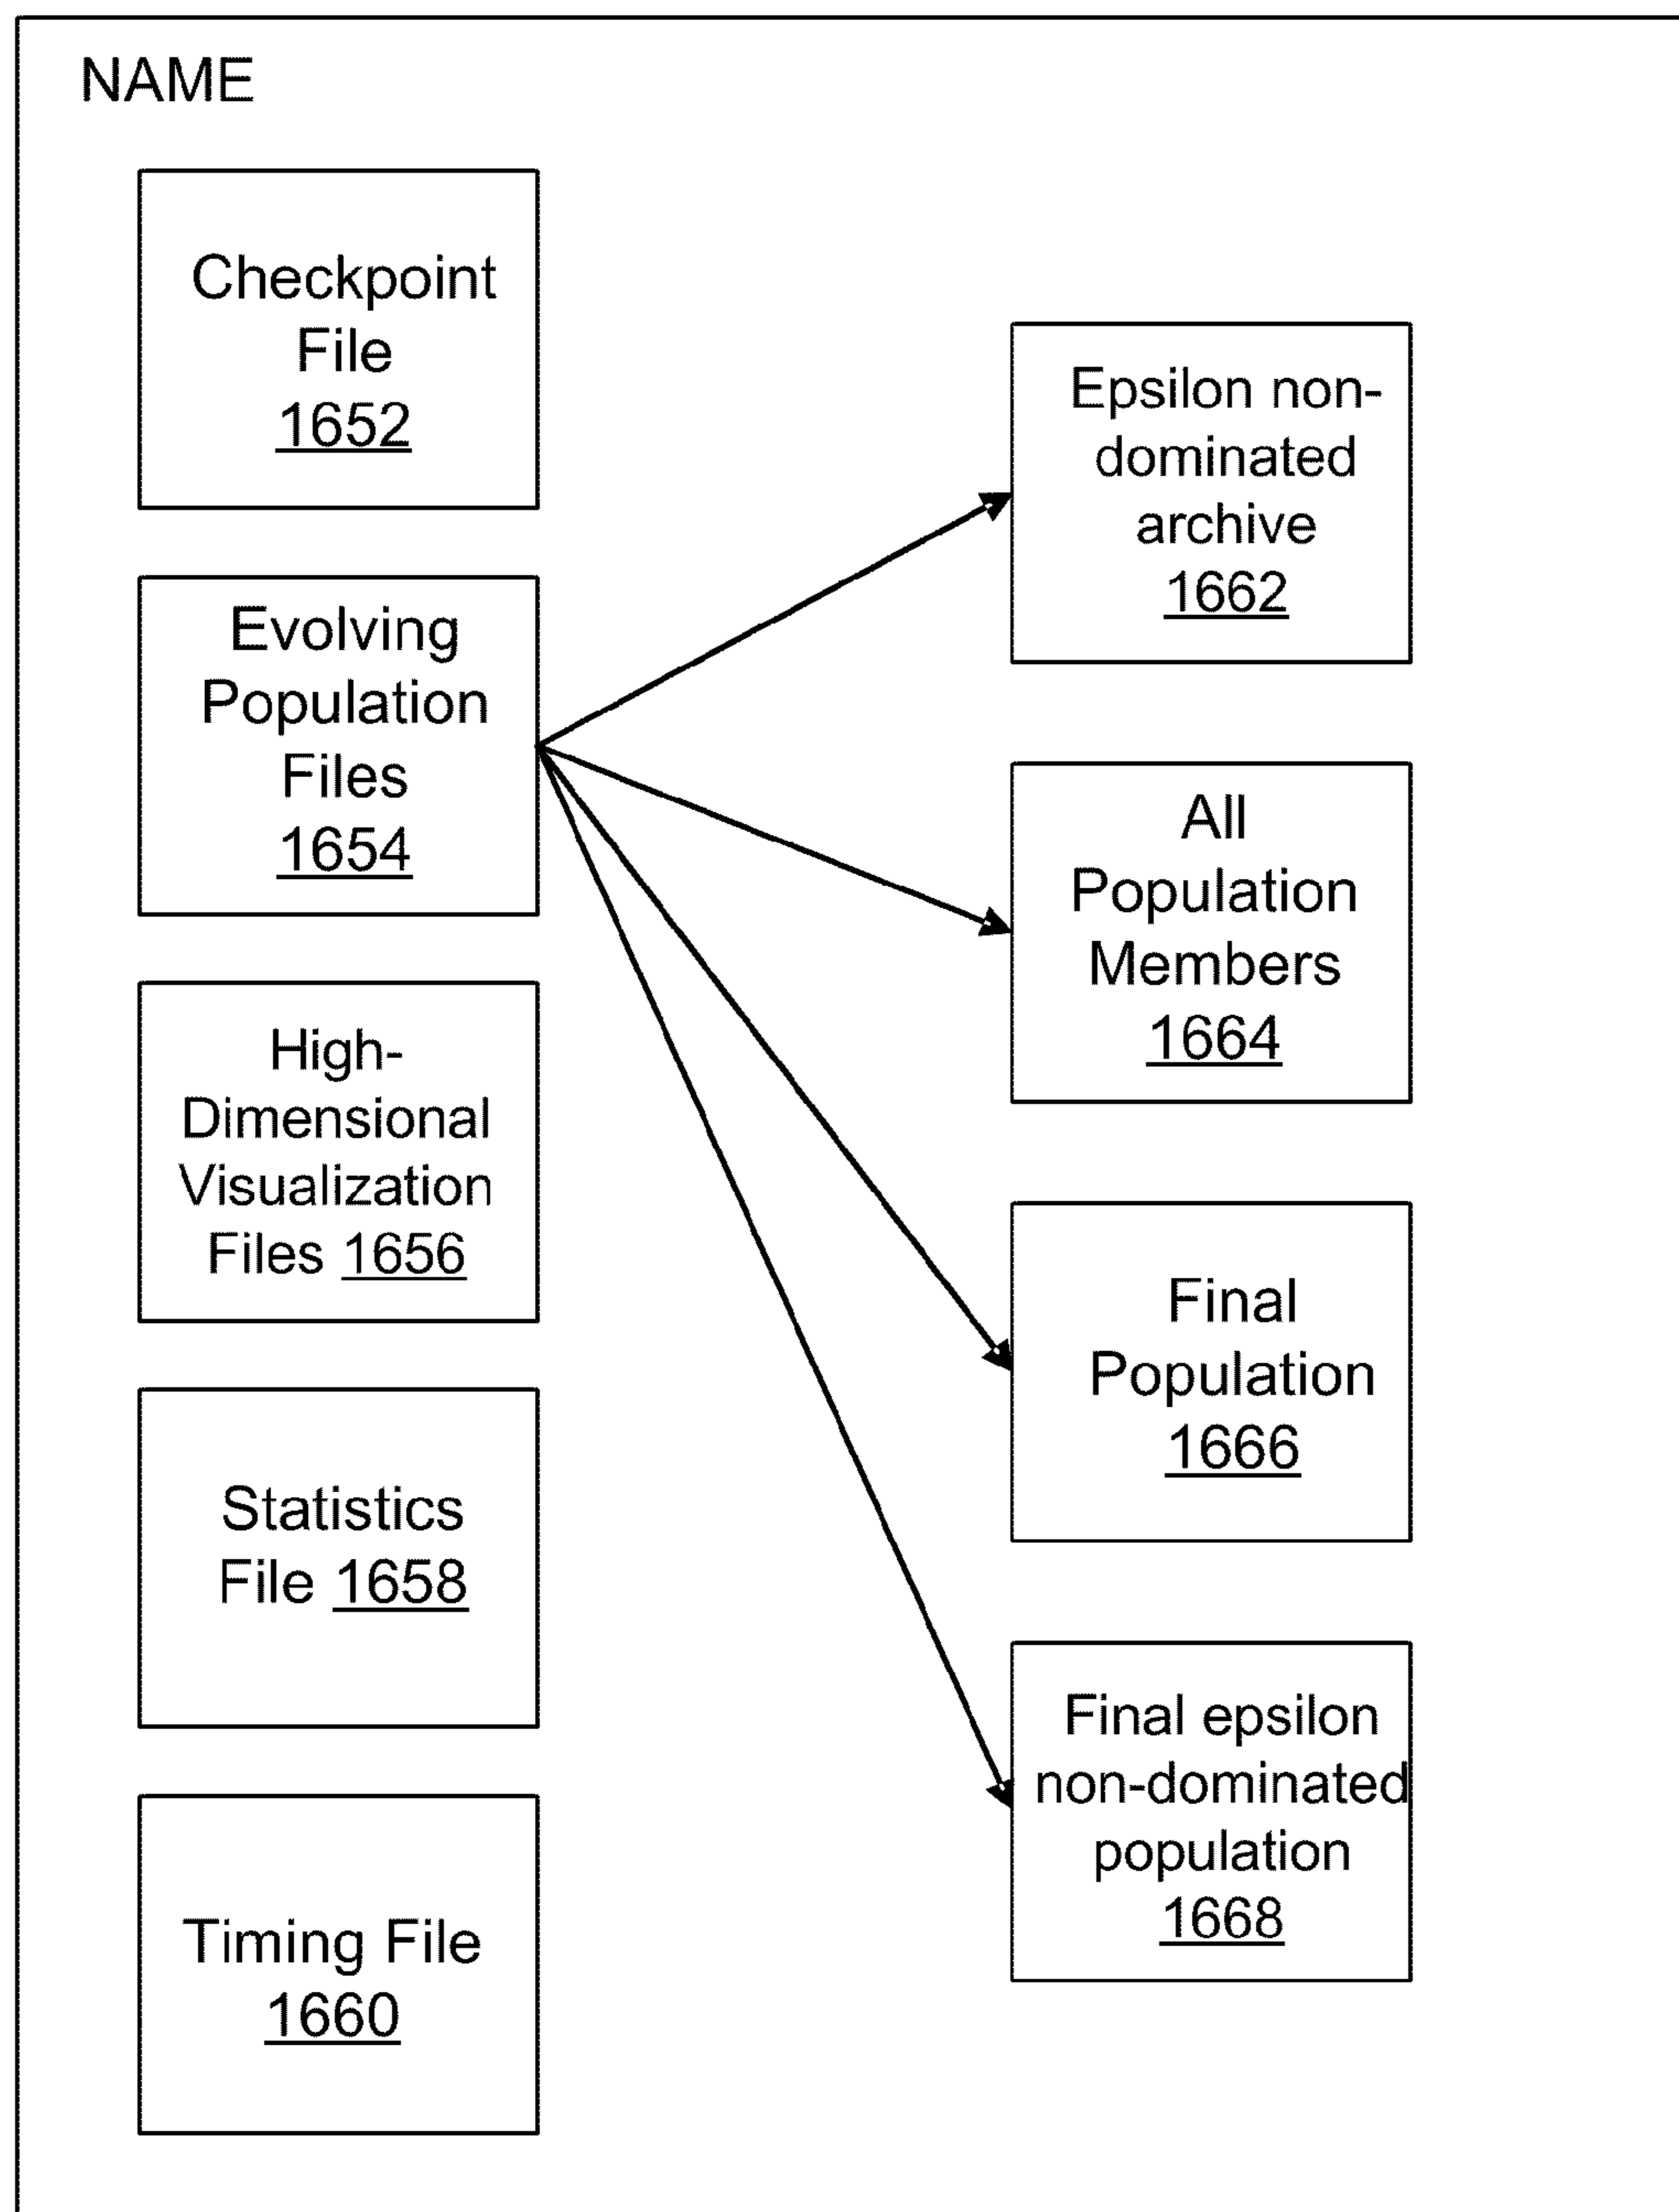 NAME
Checkpoint
File
1652
Evolving
Population
Files
1654
High-
Dimensional
Visualization
Files 1656
Statistics
File 1658
Timing File
1660
Epsilon non-
dominated
archive
1662
All
Population
Members
1664
Final
Population
1666
Final epsilon
non-dominated
population
1668